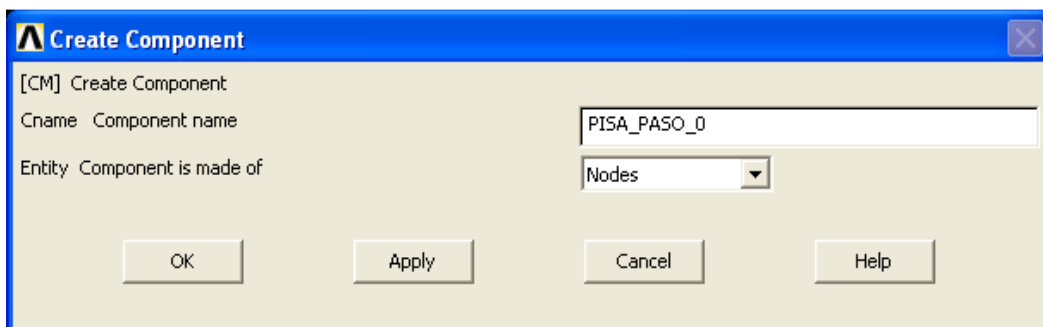 Create Component
[CM] Create Component
Cname Component name PISA_PASO_0
Entity Component is made of Nodes
OK Apply Cancel Help